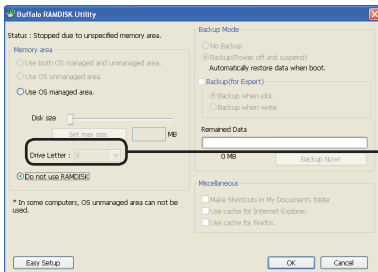 Buffalo RAMDISK Utility
Status : Stopped due to unspecified memory area.
Memory area
Use both OS managed and unmanaged area.
Use OS unmanaged area.
Use OS managed area.
Disk size
Set max size.
MB
Drive Letter : F
Do not use RAMDISK
* In some computers, OS unmanaged area can not be
used.
Easy Setup
Backup Mode
No Backup
Backup(Power off and suspend)
Automatically restore data when boot.
Backup(for Expert)
Backup when idol.
Backup when write.
Remained Data
0 MB
Backup Now!
Miscellaneous
Make Shortcuts in My Documents folder
Use cache for Internet Explorer.
Use cache for Firefox.
OK
Cancel